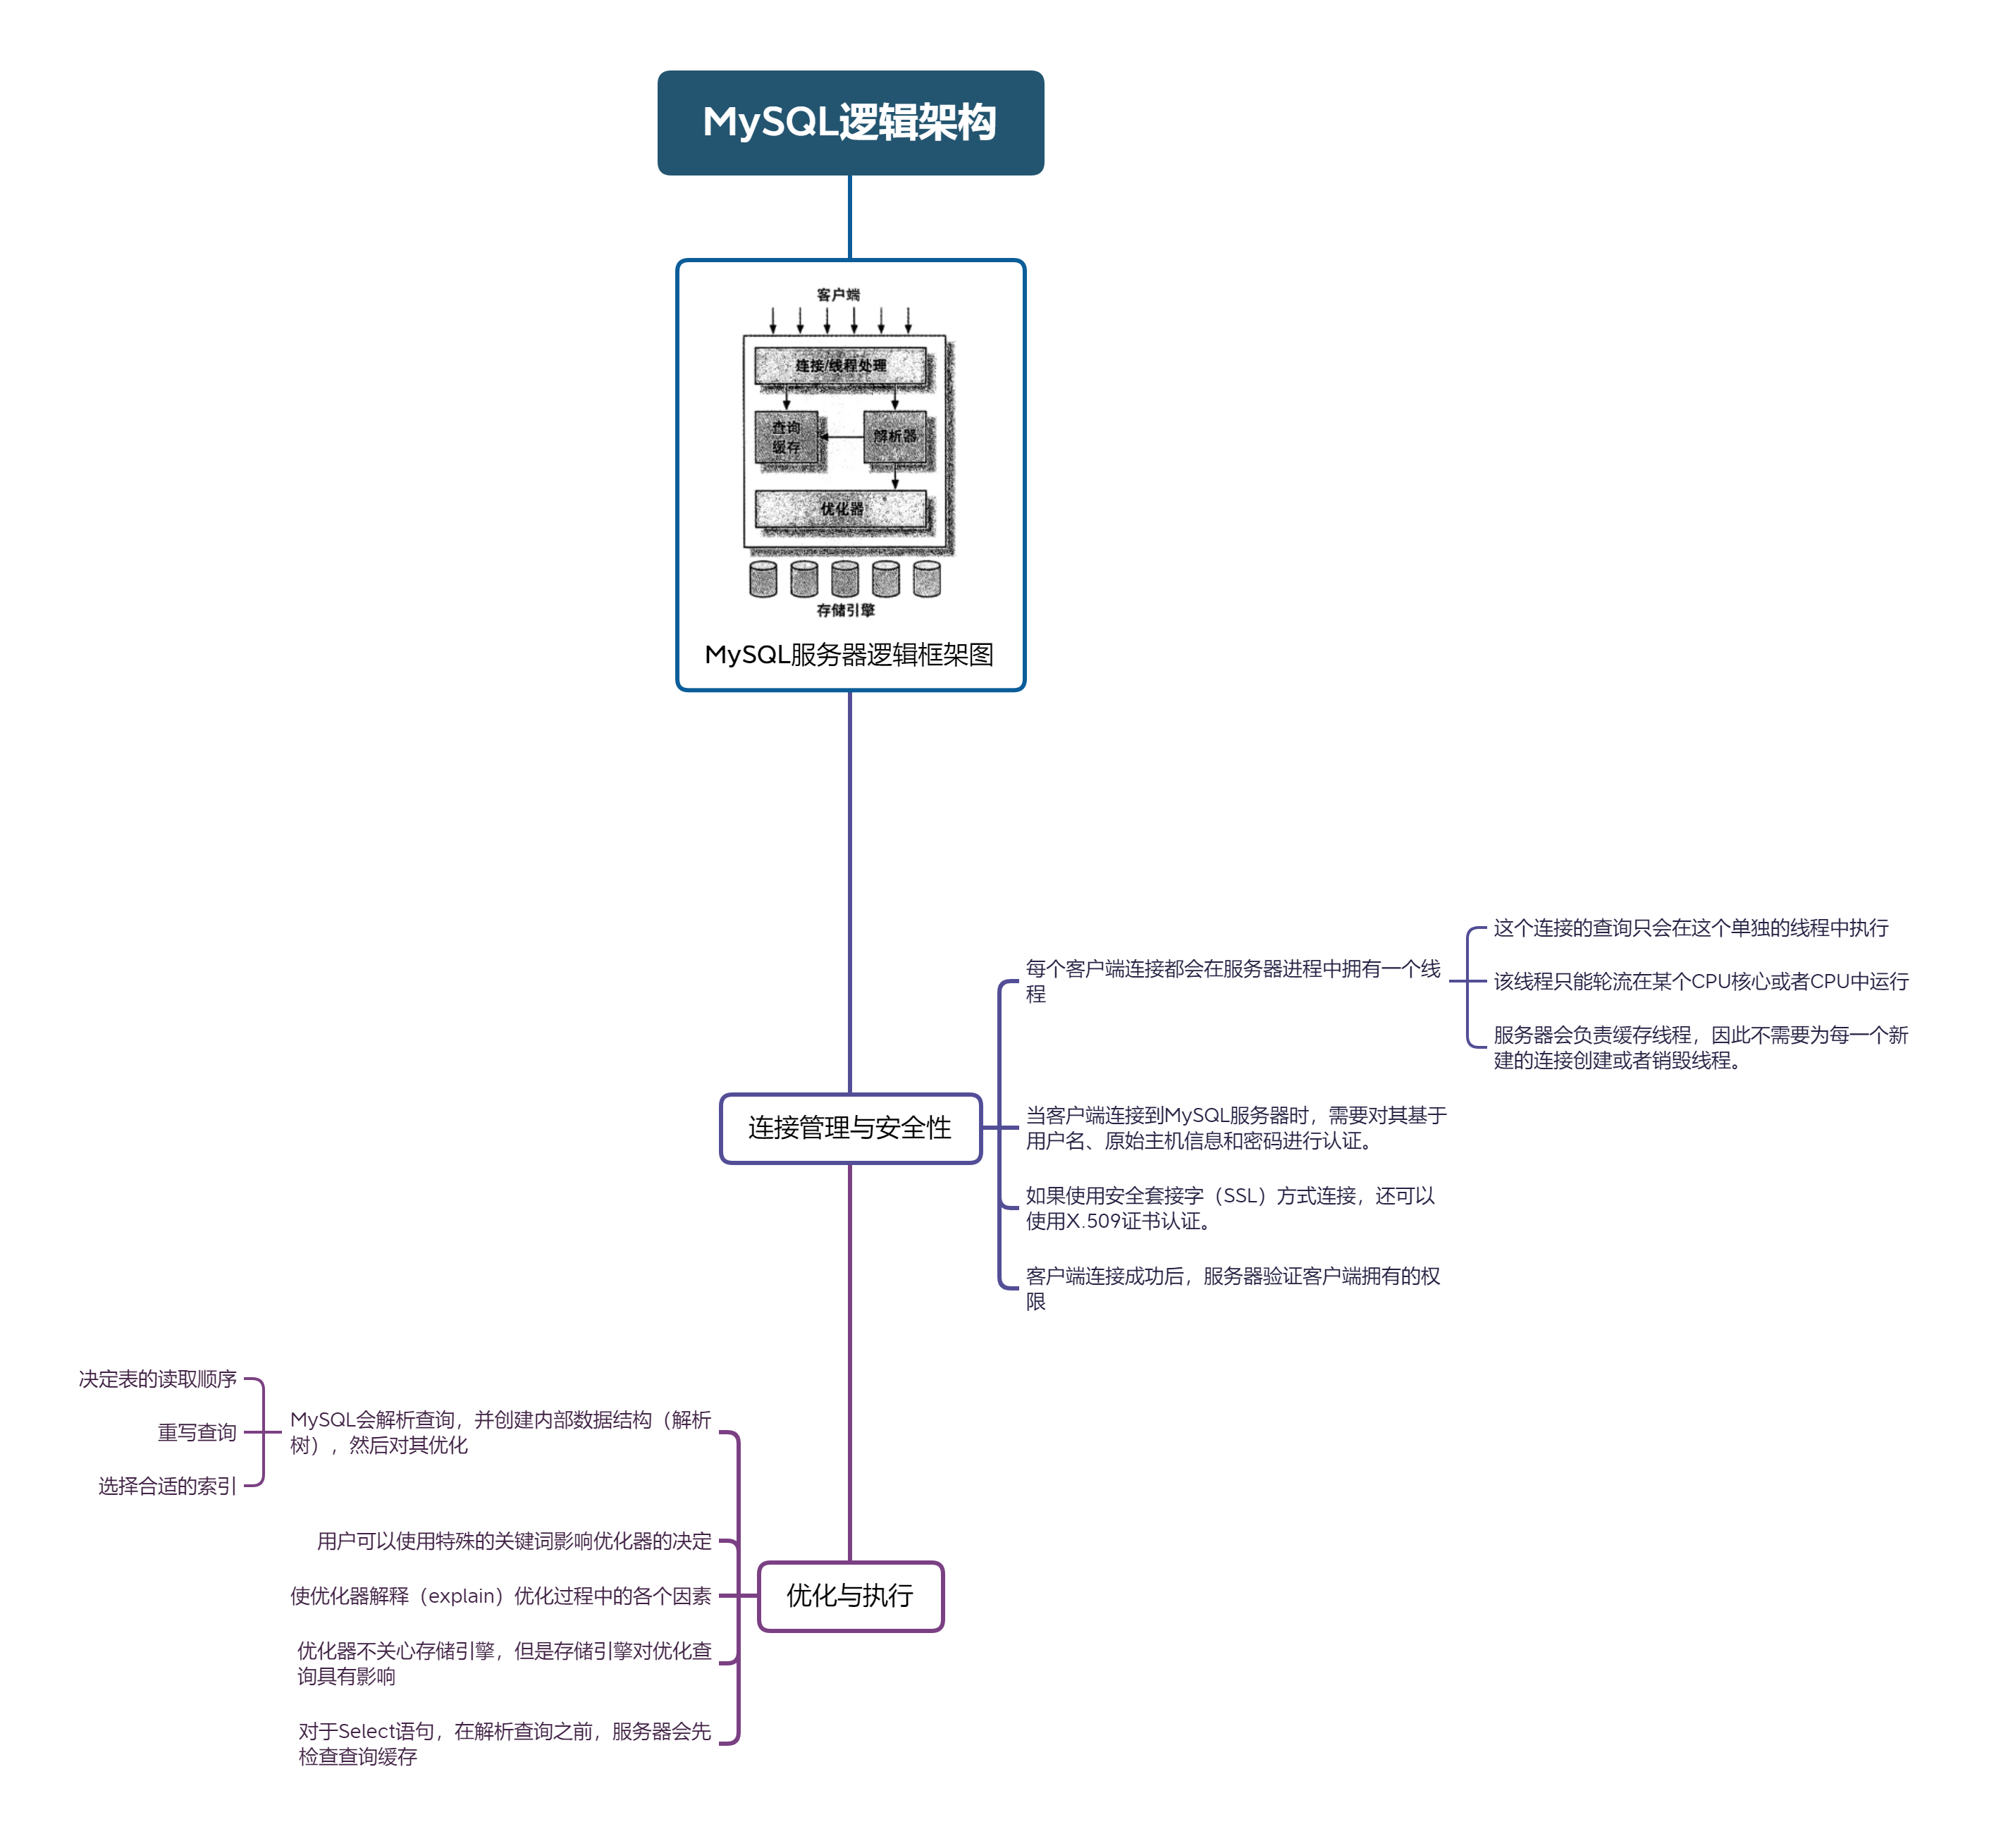 MySQL逻辑架构
客户端
连接/线程处理
查询
缓存
解析器
优化器
存储引擎
MySQL服务器逻辑框架图
连接管理与安全性
每个客户端连接都会在服务器进程中拥有一个线
程
这个连接的查询只会在这个单独的线程中执行
该线程只能轮流在某个CPU核心或者CPU中运行
服务器会负责缓存线程，因此不需要为每一个新
建的连接创建或者销毁线程。
当客户端连接到MySQL服务器时，需要对其基于
用户名、原始主机信息和密码进行认证。
如果使用安全套接字（SSL）方式连接，还可以
使用X.509证书认证。
客户端连接成功后，服务器验证客户端拥有的权
限
优化与执行
MySQL会解析查询，并创建内部数据结构（解析
树），然后对其优化
决定表的读取顺序
重写查询
选择合适的索引
用户可以使用特殊的关键词影响优化器的决定
使优化器解释（explain）优化过程中的各个因素
优化器不关心存储引擎，但是存储引擎对优化查
询具有影响
对于Select语句，在解析查询之前，服务器会先
检查查询缓存